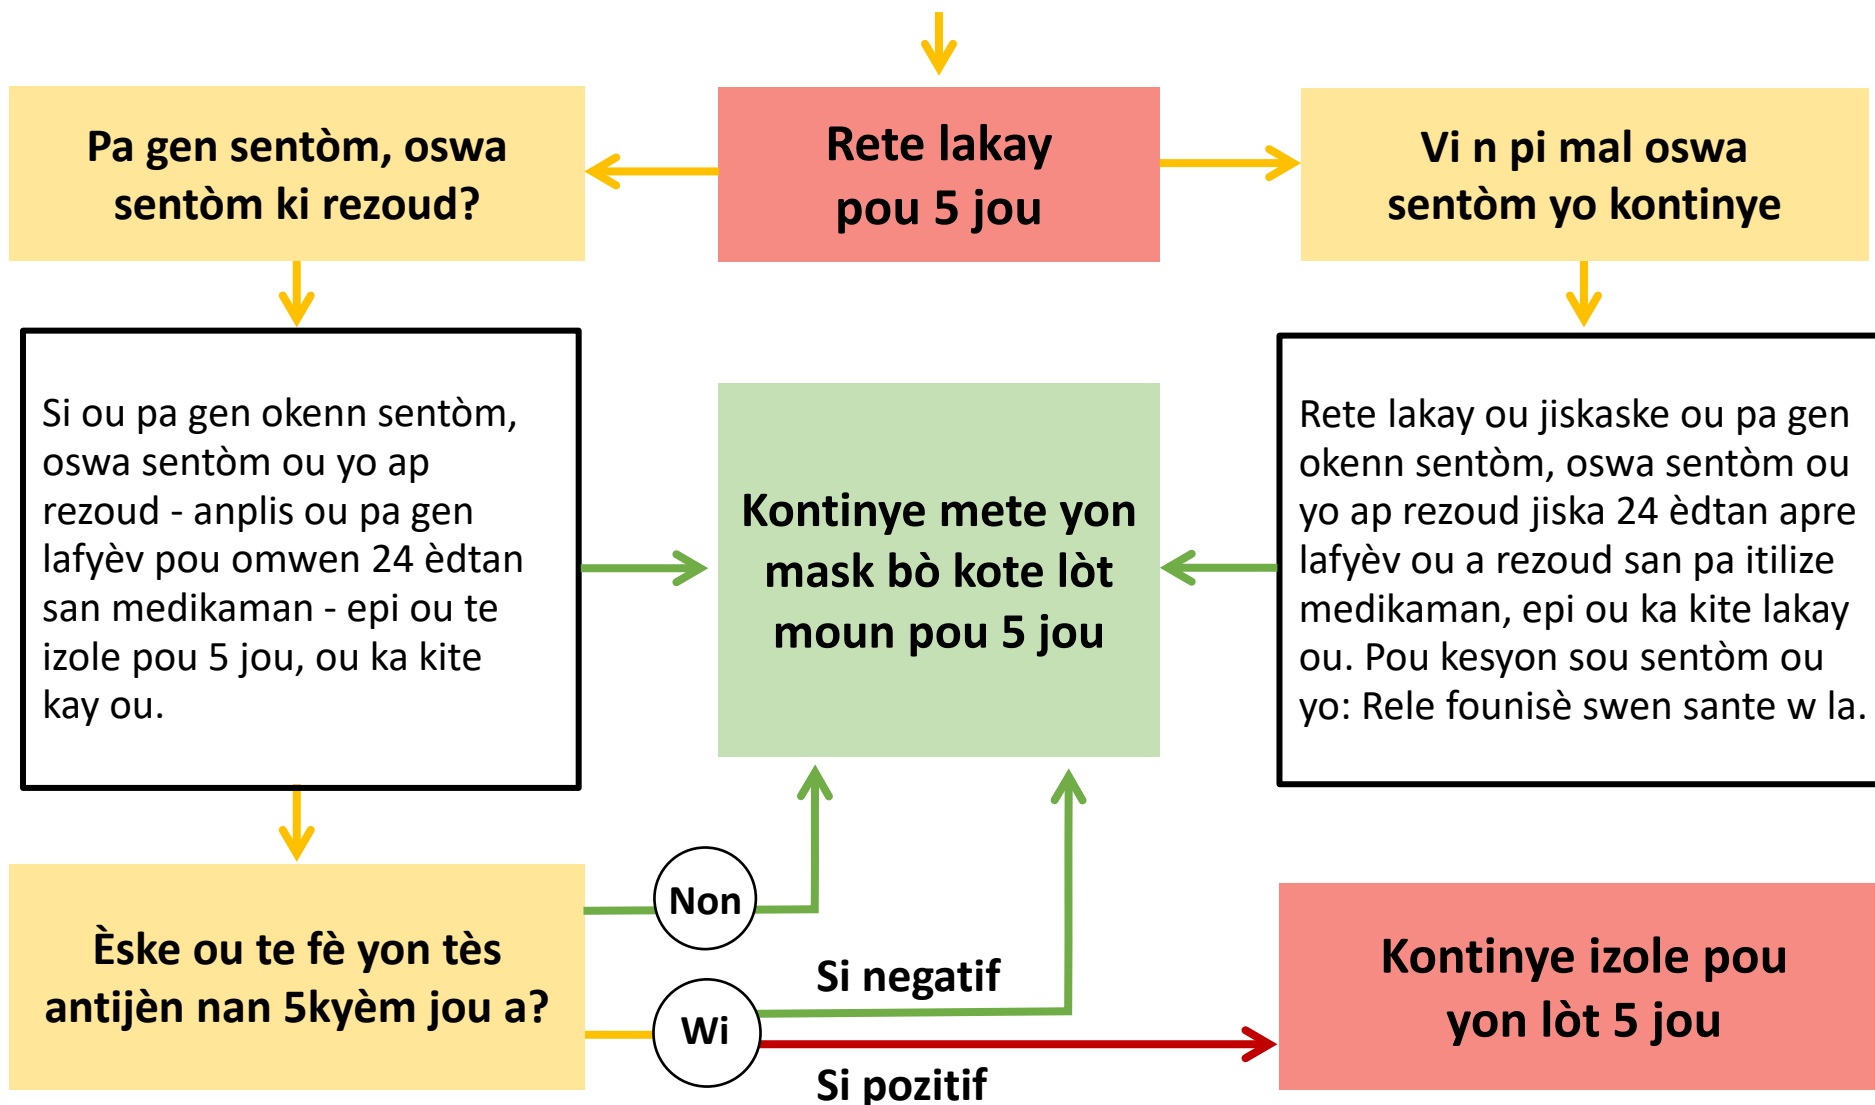 Rete lakay
pou 5 jou
Pa gen sentòm, oswa
sentòm ki rezoud?
Vi n pi mal oswa
sentòm yo kontinye
Si ou pa gen okenn sentòm,
oswa sentòm ou yo ap
rezoud - anplis ou pa gen
lafyèv pou omwen 24 èdtan
san medikaman - epi ou te
izole pou 5 jou, ou ka kite
kay ou.
Kontinye mete yon
mask bò kote lòt
moun pou 5 jou
Rete lakay ou jiskaske ou pa gen
okenn sentòm, oswa sentòm ou
yo ap rezoud jiska 24 èdtan apre
lafyèv ou a rezoud san pa itilize
medikaman, epi ou ka kite lakay
ou. Pou kesyon sou sentòm ou
yo: Rele founisè swen sante w la.
Èske ou te fè yon tès
antijèn nan 5kyèm jou a?
Non
Wi
Si negatif
Si pozitif
Kontinye izole pou
yon lòt 5 jou